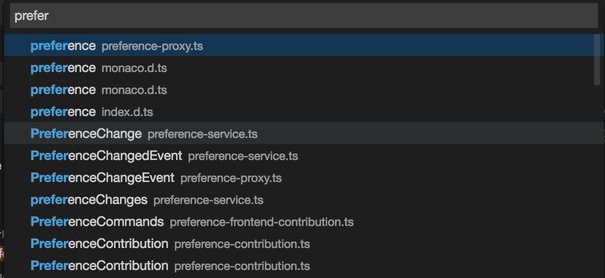 prefer
preference preference-proxy.ts
preference monaco.d.ts
preference monaco.d.ts
preference index.d.ts
PreferenceChange preference-service.ts
PreferenceChangedEvent preference-service.ts
PreferenceChangeEvent preference-proxy.ts
preferenceChanges preference-service.ts
PreferenceCommands preference-frontend-contribution.ts
PreferenceContribution preference-contribution.ts
PreferenceContribution preference-contribution.ts